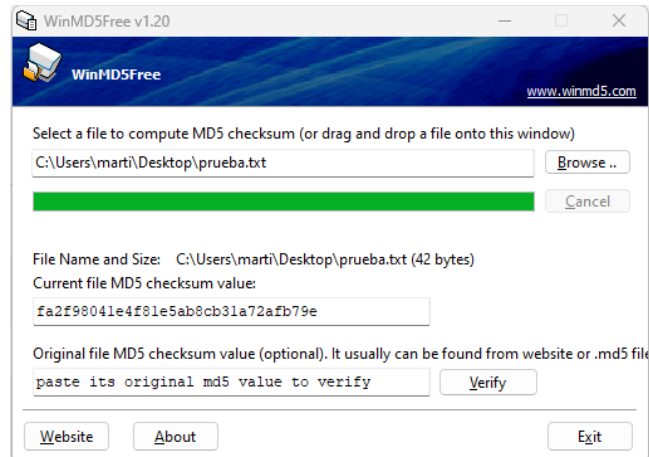 WinMD5Free v1.20
WinMD5Free
www.winmd5.com
Select a file to compute MD5 checksum (or drag and drop a file onto this window)
C:\Users\marti\Desktop\prueba.txt
Browse ..
Cancel
File Name and Size: C:\Users\marti\Desktop\prueba.txt (42 bytes)
Current file MD5 checksum value:
fa2f98041e4f81e5ab8cb31a72afb79e
Original file MD5 checksum value (optional). It usually can be found from website or .md5 file
paste its original md5 value to verify
Verify
Website
About
Exit